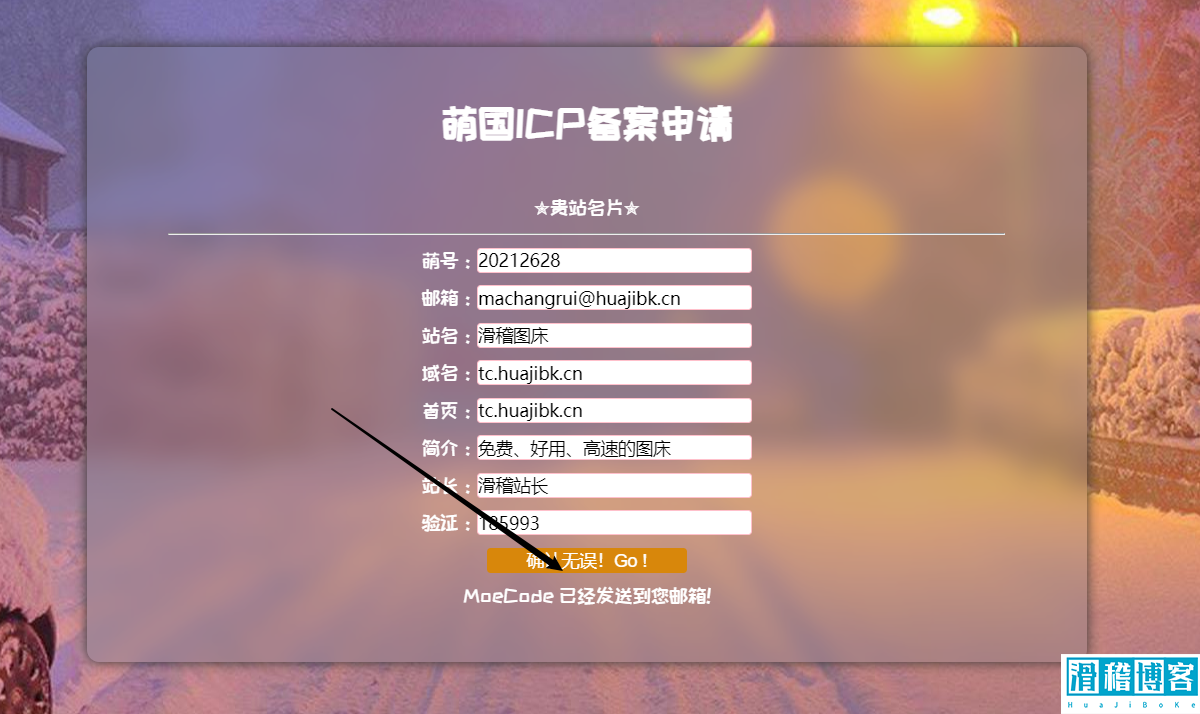 萌国ICP备案申请
★贵站名片★
萌号：20212628
邮箱：machangrui@huajibk.cn
站名：滑稽图床
域名：tc.huajibk.cn
首页：tc.huajibk.cn
简介：免费、好用、高速的图床
站长：滑稽站长
验证：185993
确认无误！Go！
MoeCode 已经发送到您邮箱！
滑稽博客
HuaJiBoKe